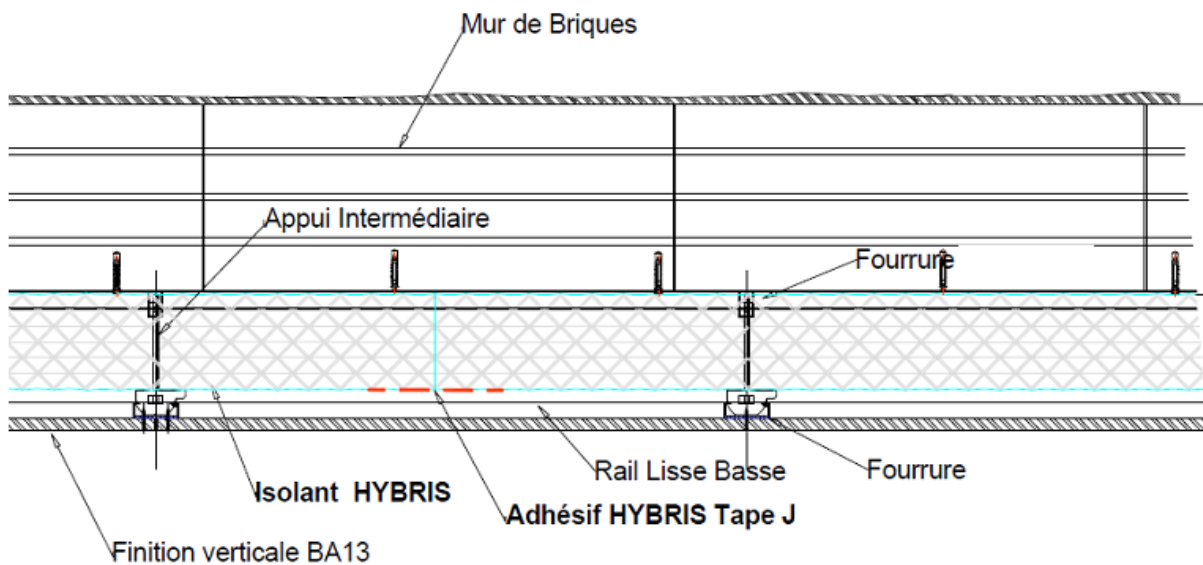 Mur de Briques
Appui Intermédiaire
Fourrure
Rail Lisse Basse
Fourrure
Isolant HYBRIS
Adhésif HYBRIS Tape J
Finition verticale BA13